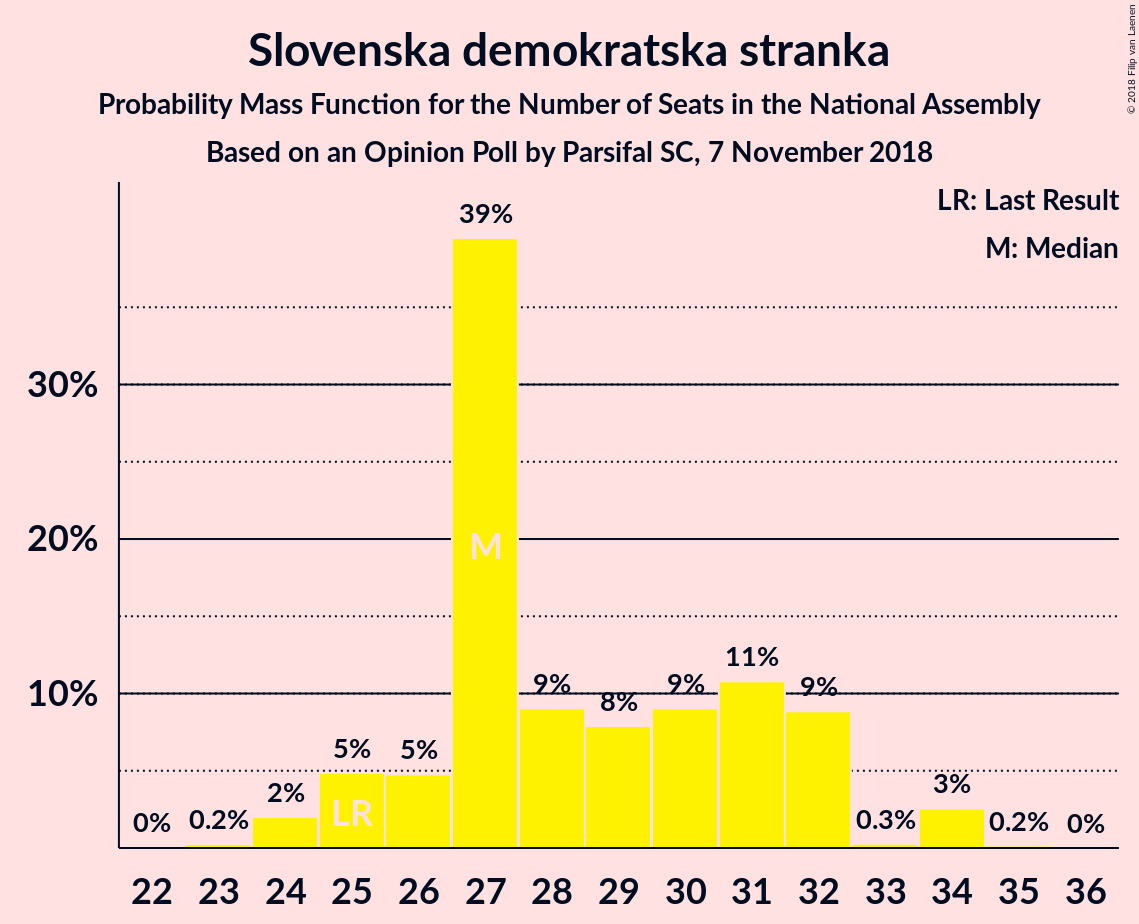 Slovenska demokratska stranka
Probability Mass Function for the Number of Seats in the National Assembly
Based on an Opinion Poll by Parsifal SC, 7 November 2018
© 2018 Filip van Laenen
LR: Last Result
M: Median
39%
30%
20%
10%
M
LR
0%
0.2%
2%
5%
5%
9%
8%
9%
11%
9%
0.3%
3%
0.2%
0%
22 23 24 25 26 27 28 29 30 31 32 33 34 35 36